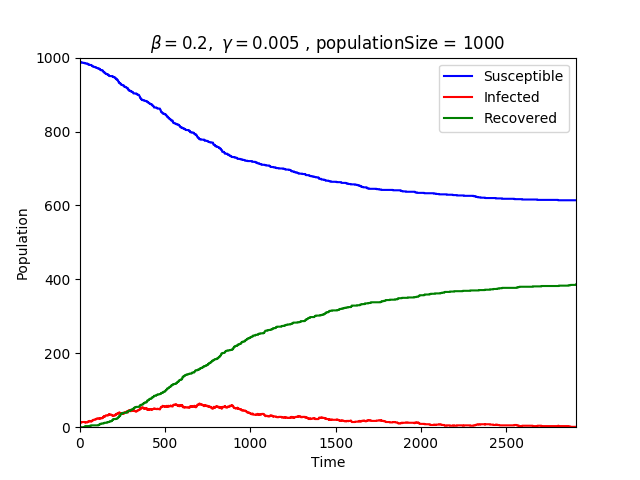 β = 0.2, γ = 0.005 , populationSize = 1000
1000
800
600
400
200
0
Population
Susceptible
Infected
Recovered
0 500 1000 1500 2000 2500
Time